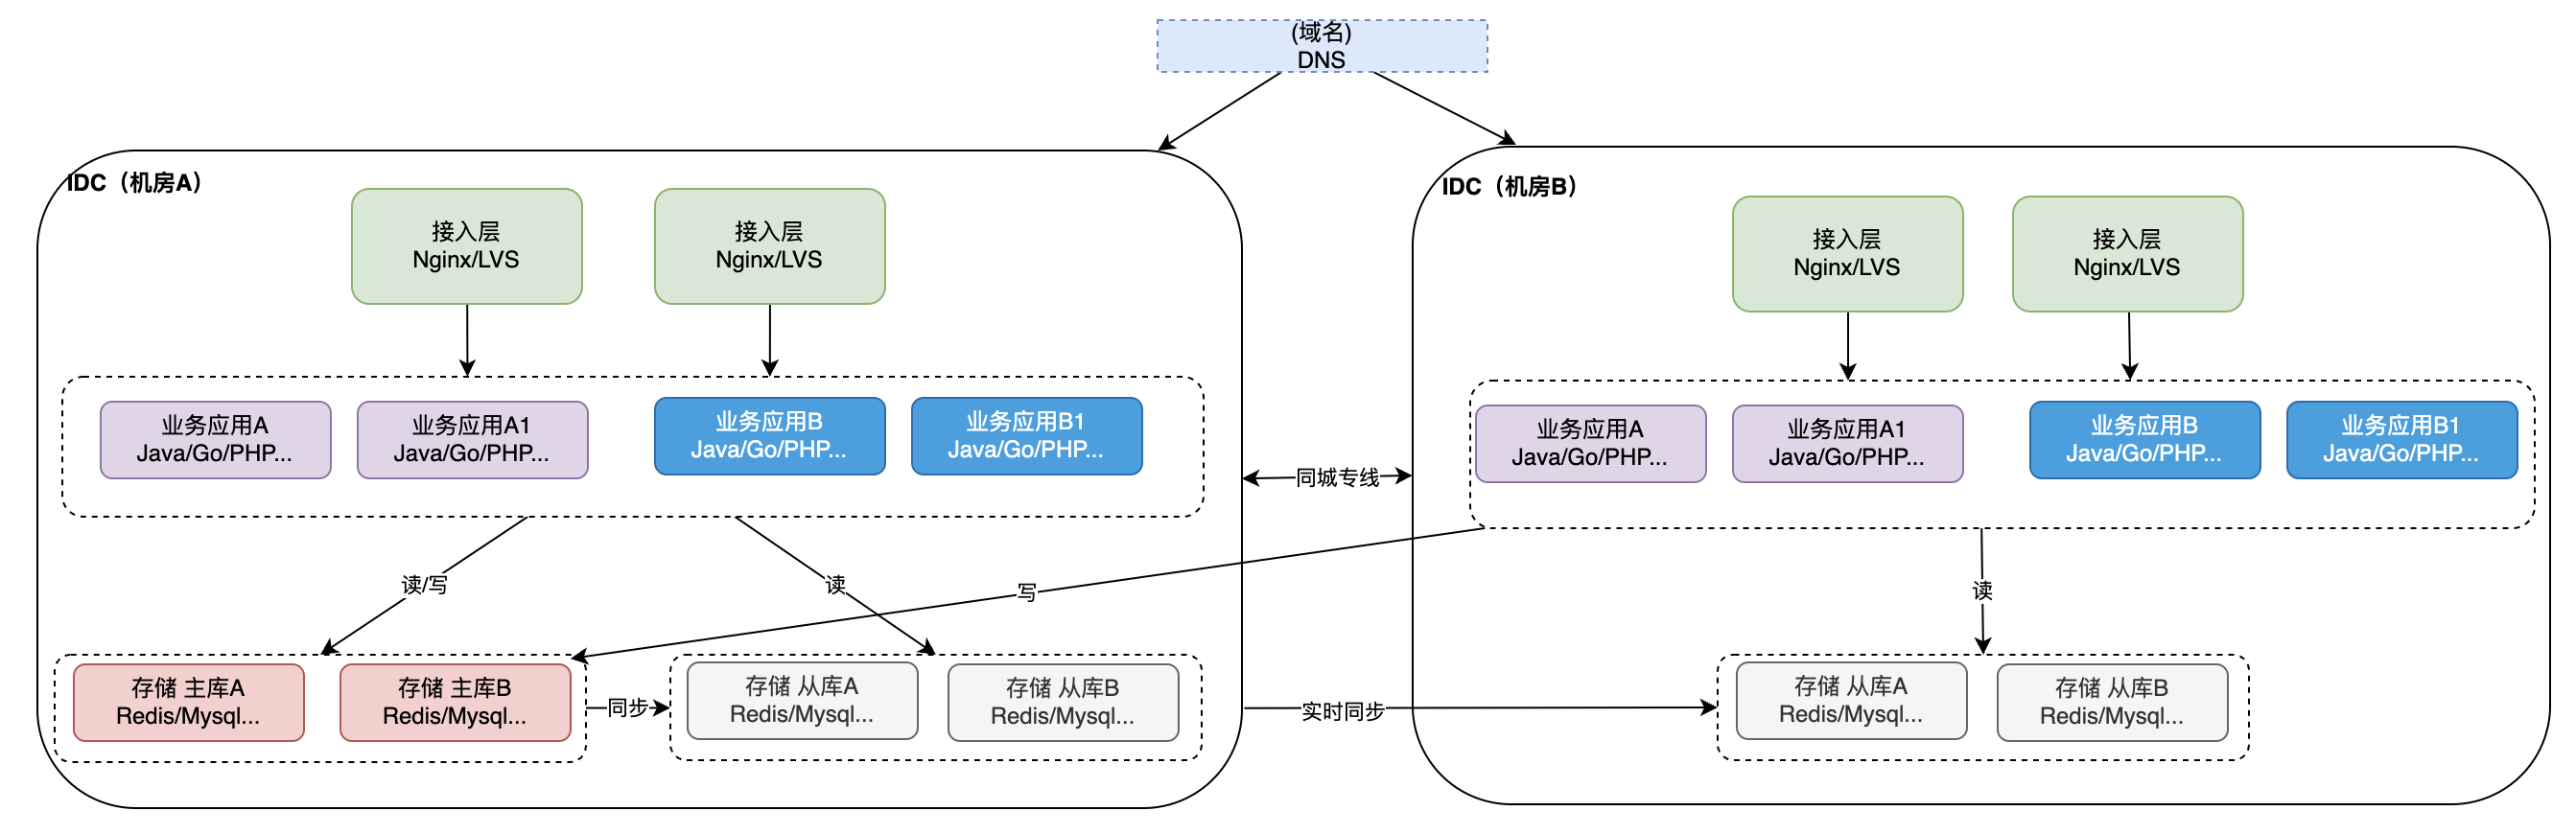 (域名)
DNS
IDC（机房A）
接入层
Nginx/LVS
接入层
Nginx/LVS
业务应用A
Java/Go/PHP...
业务应用A1
Java/Go/PHP...
业务应用B
Java/Go/PHP...
业务应用B1
Java/Go/PHP...
读/写
读
存储 主库A
Redis/Mysql...
存储 主库B
Redis/Mysql...
同步
存储 从库A
Redis/Mysql...
存储 从库B
Redis/Mysql...
同城专线
写
实时同步
IDC（机房B）
接入层
Nginx/LVS
接入层
Nginx/LVS
业务应用A
Java/Go/PHP...
业务应用A1
Java/Go/PHP...
业务应用B
Java/Go/PHP...
业务应用B1
Java/Go/PHP...
读
存储 从库A
Redis/Mysql...
存储 从库B
Redis/Mysql...